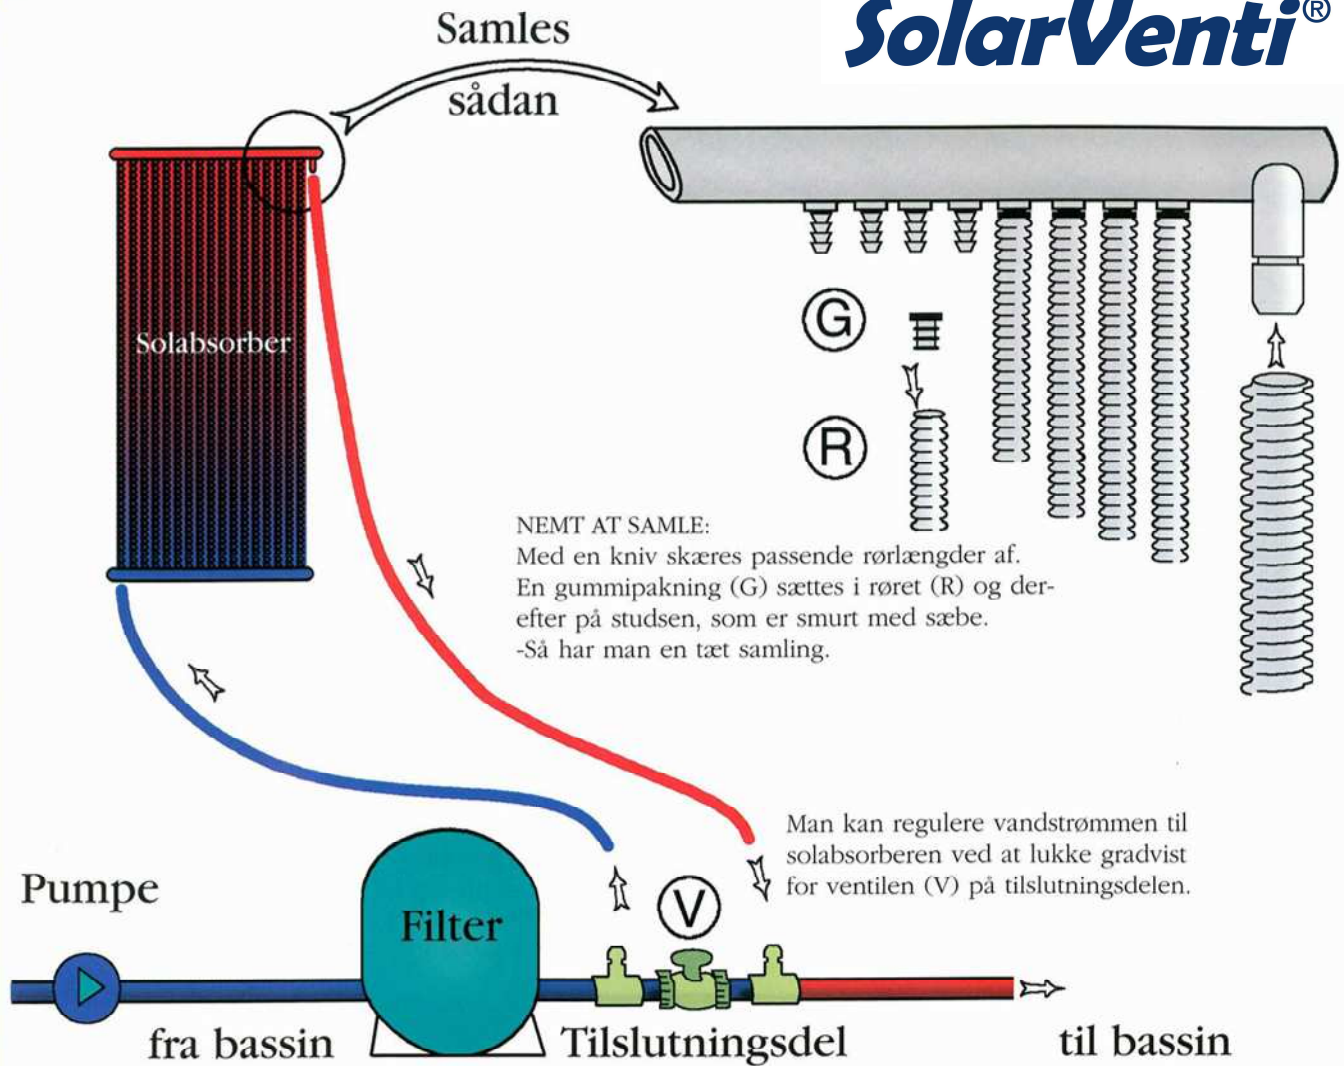 SolarVenti®
Samles
sådan
Solabsorber
G
R
NEMT AT SAMLE:
Med en kniv skæres passende rørlængder af.
En gummipakning (G) sættes i røret (R) og der-
efter på studsen, som er smurt med sæbe.
-Så har man en tæt samling.
Man kan regulere vandstrømmen til
solabsorberen ved at lukke gradvist
for ventilen (V) på tilslutningsdelen.
Pumpe
Filter
V
fra bassin
Tilslutningsdel
til bassin